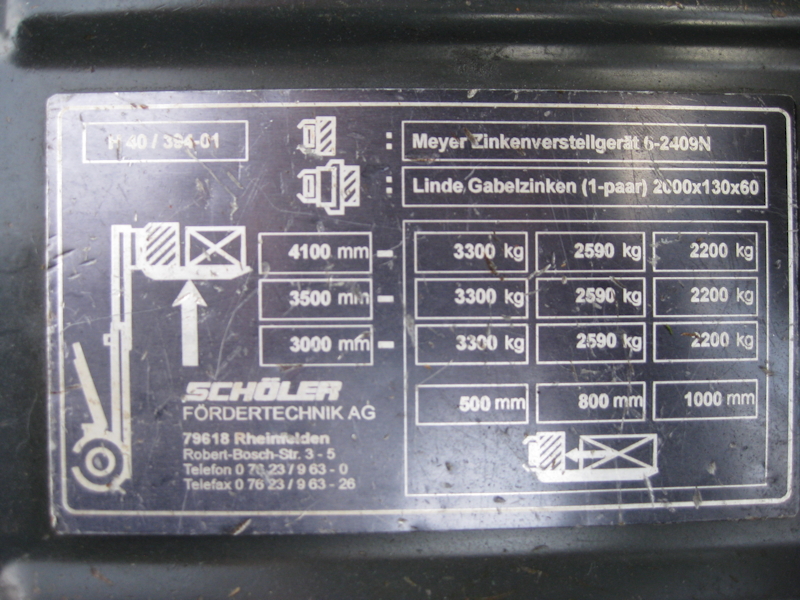 H 40 / 394-01
: Meyer Zinkenverstellgerät 6-2409N
: Linde Gabelzinken (1-paar) 2000x130x60
4100 mm - 3300 kg 2590 kg 2200 kg
3500 mm - 3300 kg 2590 kg 2200 kg
3000 mm - 3300 kg 2590 kg 2200 kg
500 mm 800 mm 1000 mm
SCHÖLER
FÖRDERTECHNIK AG
79618 Rheinfelden
Robert-Bosch-Str. 3 - 5
Telefon 0 76 23 / 9 63 - 0
Telefax 0 76 23 / 9 63 - 26